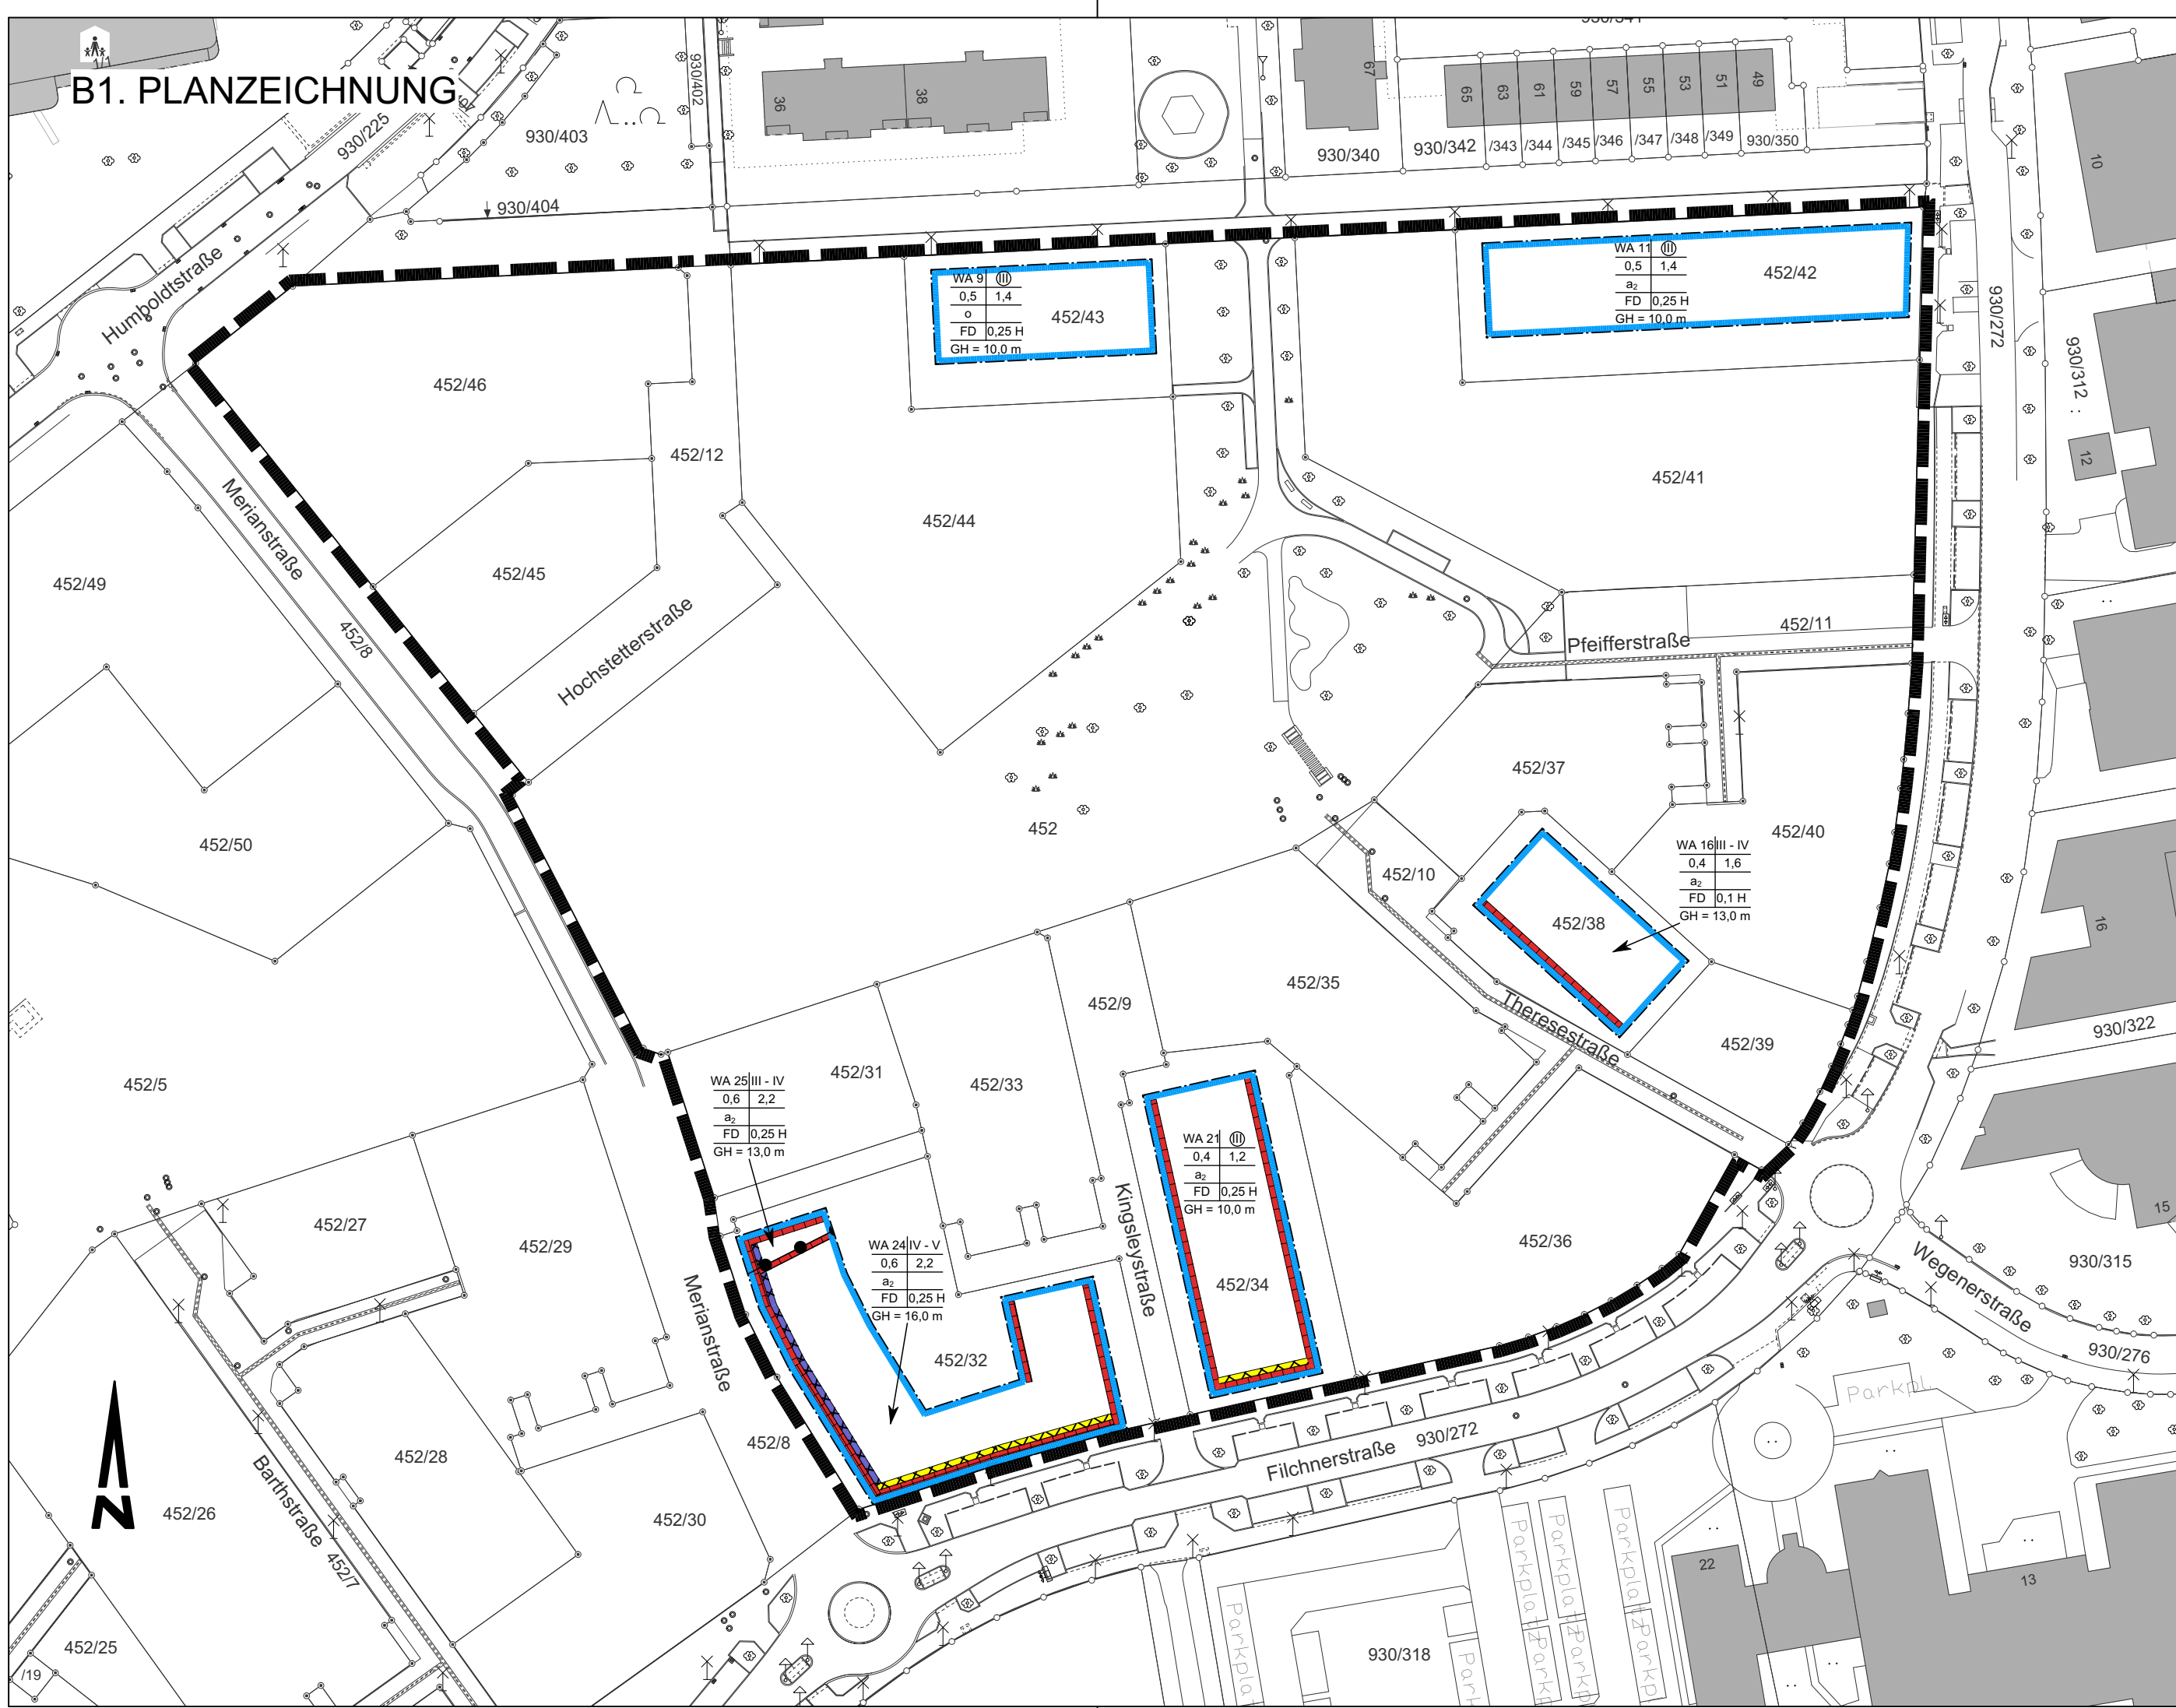 B1. PLANZEICHNUNG
930/225
930/402
930/403
930/404
36
38
67
930/340
930/342
65
63
61
59
57
55
53
51
49
/343
/344
/345
/346
/347
/348
/349
930/350
10
Humboldtstraße
WA 9 III
0,5 1,4
o
FD 0,25 H
GH = 10,0 m
452/43
WA 11 III
0,5 1,4
a2
FD 0,25 H
GH = 10,0 m
452/42
930/272
930/312
12
452/46
452/12
452/44
452/41
452/49
Merianstraße
452/45
452/8
Hochstetterstraße
Pfeifferstraße
452/11
452/37
452/40
452/50
452
452/10
WA 16 III - IV
0,4 1,6
a2
FD 0,1 H
GH = 13,0 m
452/38
16
452/35
452/9
Theresestraße
452/39
930/322
452/5
452/31
452/33
WA 25 III - IV
0,6 2,2
a2
FD 0,25 H
GH = 13,0 m
WA 21 III
0,4 1,2
a2
FD 0,25 H
GH = 10,0 m
Kingsleystraße
452/34
452/36
15
930/315
Wegenerstraße
930/276
452/27
452/29
WA 24 IV - V
0,6 2,2
a2
FD 0,25 H
GH = 16,0 m
452/32
Merianstraße
452/8
Filchnerstraße
930/272
Parkpl
452/28
Barthstraße
452/7
N
452/26
452/30
452/25
/19
Parkplat
930/318
Park
Parkplatz
Parkplatz
Parkplatz
Parkp
Parkp
Parkp
22
13